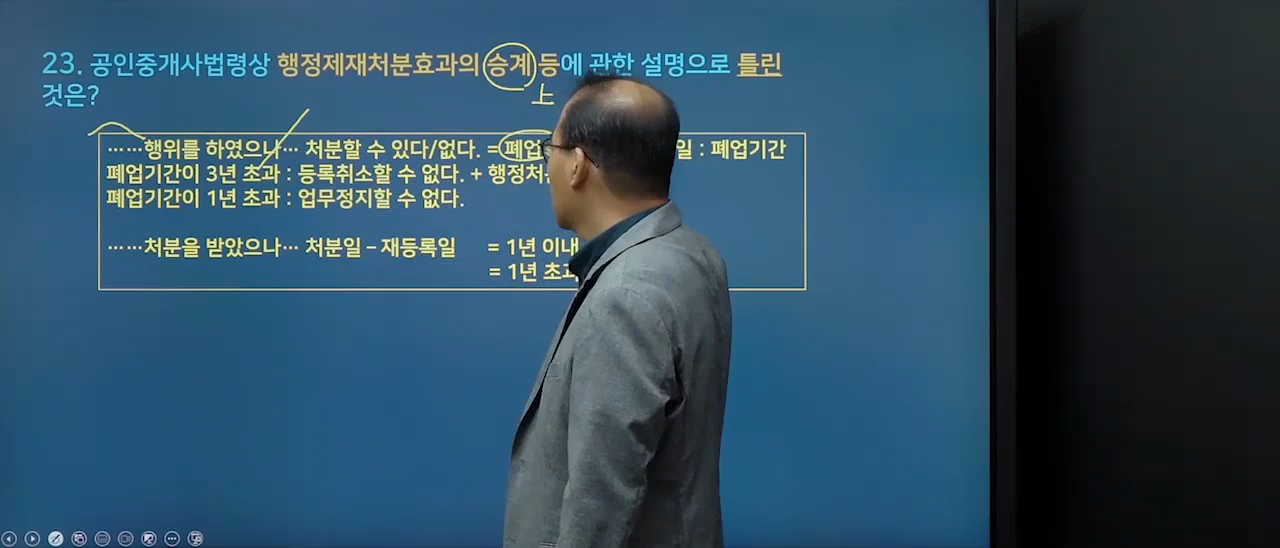 23. 공인중개사법령상 행정제재처분효과의 승계 등에 관한 설명으로 틀린
것은?
上
……행위를 하였으나… 처분할 수 있다/없다. = 폐업 일 : 폐업기간
폐업기간이 3년 초과 : 등록취소할 수 없다. + 행정처
폐업기간이 1년 초과 : 업무정지할 수 없다.
……처분을 받았으나… 처분일 – 재등록일 = 1년 이내
= 1년 초과